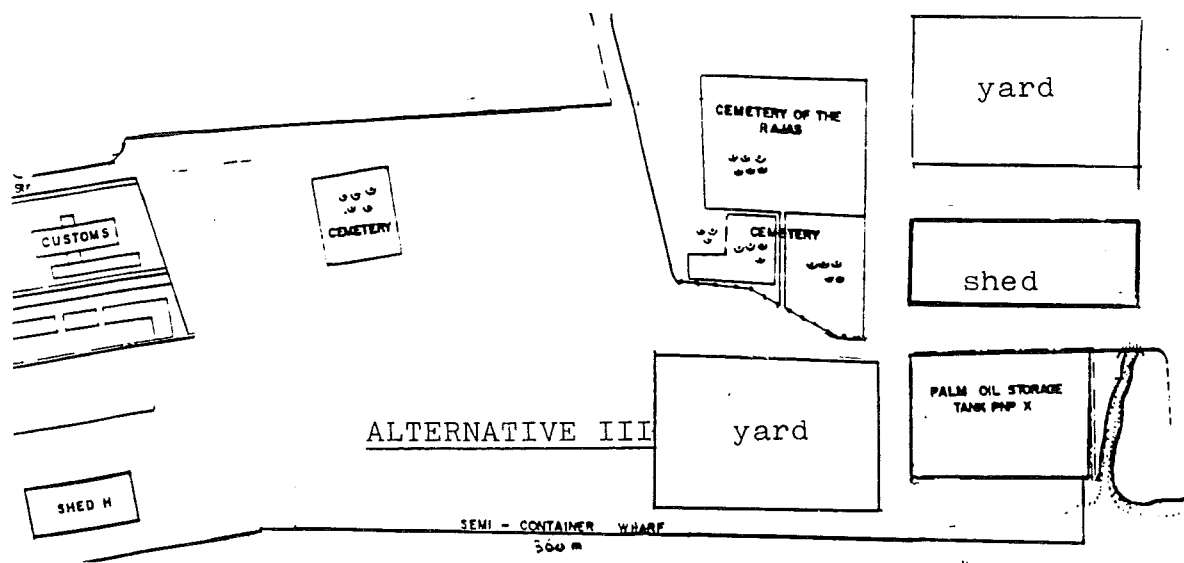 yard
CEMETERY OF THE
RAJAS
CUSTOMS
CEMETERY
CEMETERY
shed
PALM OIL STORAGE
TANK PNP X
ALTERNATIVE III
yard
SHED H
SEMI - CONTAINER WHARF
360 m